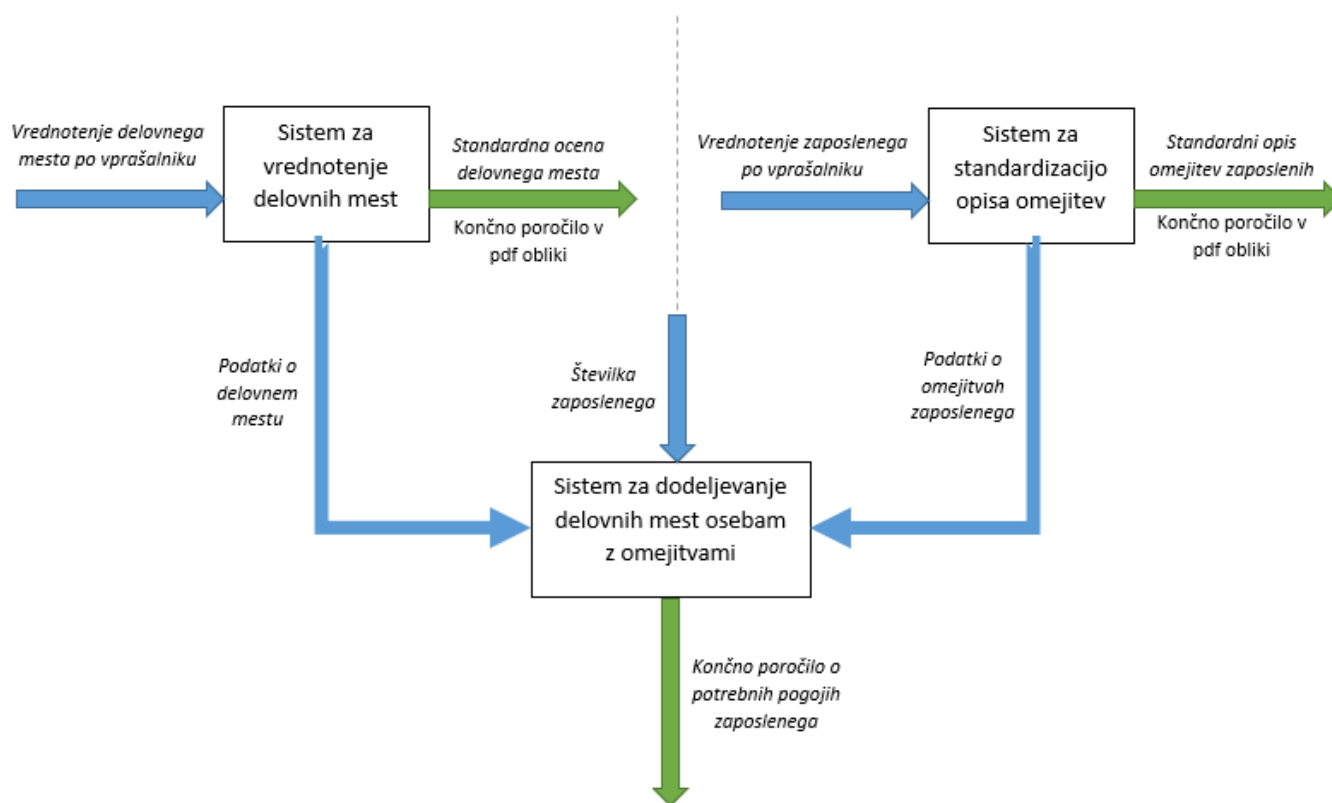 Vrednotenje delovnega
mesta po vprašalniku
Sistem za
vrednotenje
delovnih mest
Standardna ocena
delovnega mesta
Končno poročilo v
pdf obliki
Vrednotenje zaposlenega
po vprašalniku
Sistem za
standardizacijo
opisa omejitev
Standardni opis
omejitev zaposlenih
Končno poročilo v
pdf obliki
Podatki o
delovnem
mestu
Številka
zaposlenega
Podatki o
omejitvah
zaposlenega
Sistem za dodeljevanje
delovnih mest osebam
z omejitvami
Končno poročilo o
potrebnih pogojih
zaposlenega